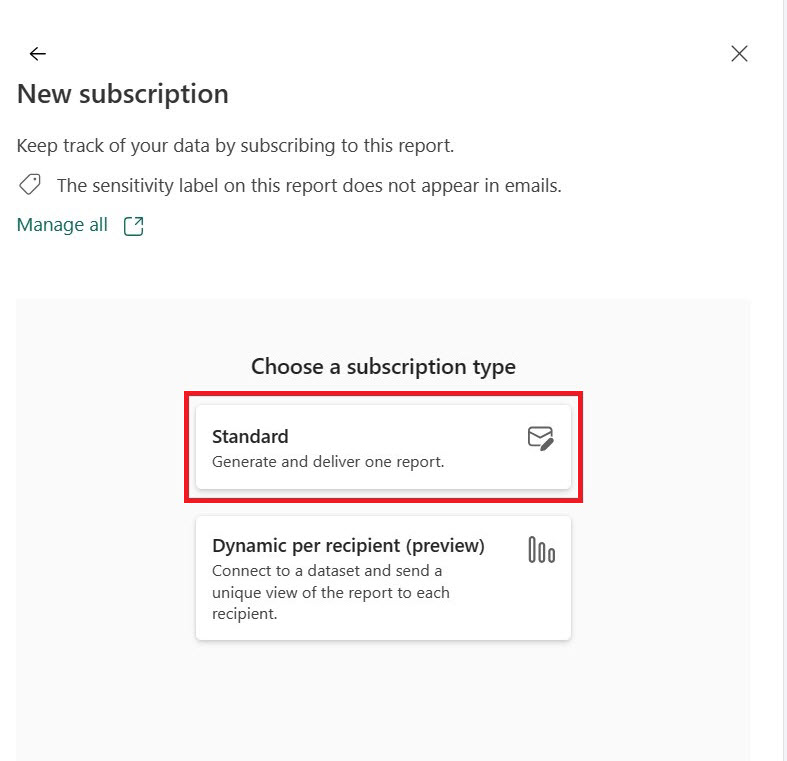 New subscription
Keep track of your data by subscribing to this report.
The sensitivity label on this report does not appear in emails.
Manage all
Choose a subscription type
Standard
Generate and deliver one report.
Dynamic per recipient (preview)
Connect to a dataset and send a
unique view of the report to each
recipient.